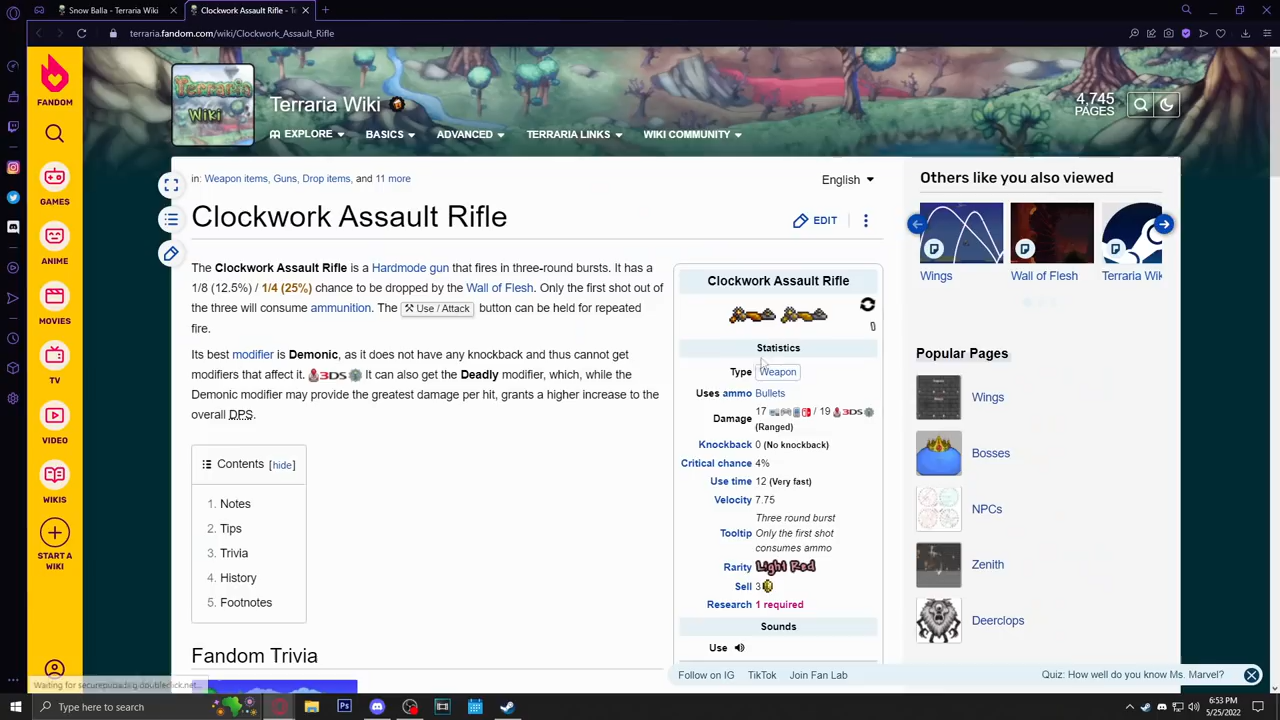 Snow Balla - Terraria Wiki
Clockwork Assault Rifle - T
terraria.fandom.com/wiki/Clockwork_Assault_Rifle
FANDOM
GAMES
ANIME
MOVIES
TV
VIDEO
WIKIS
START A
WIKI
Terraria
Wiki
Terraria Wiki
4,745
PAGES
EXPLORE
BASICS
ADVANCED
TERRARIA LINKS
WIKI COMMUNITY
in: Weapon items, Guns, Drop items, and 11 more
English
Clockwork Assault Rifle
EDIT
The Clockwork Assault Rifle is a Hardmode gun that fires in three-round bursts. It has a
1/8 (12.5%) / 1/4 (25%) chance to be dropped by the Wall of Flesh. Only the first shot out of
the three will consume ammunition. The Use / Attack button can be held for repeated
fire.
Its best modifier is Demonic, as it does not have any knockback and thus cannot get
modifiers that affect it. 3DS It can also get the Deadly modifier, which, while the
Demonic modifier may provide the greatest damage per hit, grants a higher increase to the
overall DPS.
Contents [hide]
1. Notes
2. Tips
3. Trivia
4. History
5. Footnotes
Fandom Trivia
Clockwork Assault Rifle
Statistics
Type Weapon
Uses ammo Bullets
Damage 17 / 19 3DS
(Ranged)
Knockback 0 (No knockback)
Critical chance 4%
Use time 12 (Very fast)
Velocity 7.75
Tooltip Three round burst
Only the first shot
consumes ammo
Rarity Light Red
Sell 3
Research 1 required
Sounds
Use
Others like you also viewed
Wings
Wall of Flesh
Terraria Wik
Popular Pages
Wings
Bosses
NPCs
Zenith
Deerclops
Follow on IG
TikTok
Join Fan Lab
Quiz: How well do you know Ms. Marvel?
Waiting for securepubads.g.doubleclick.net...
Type here to search
Ps
6:53 PM
5/25/2022